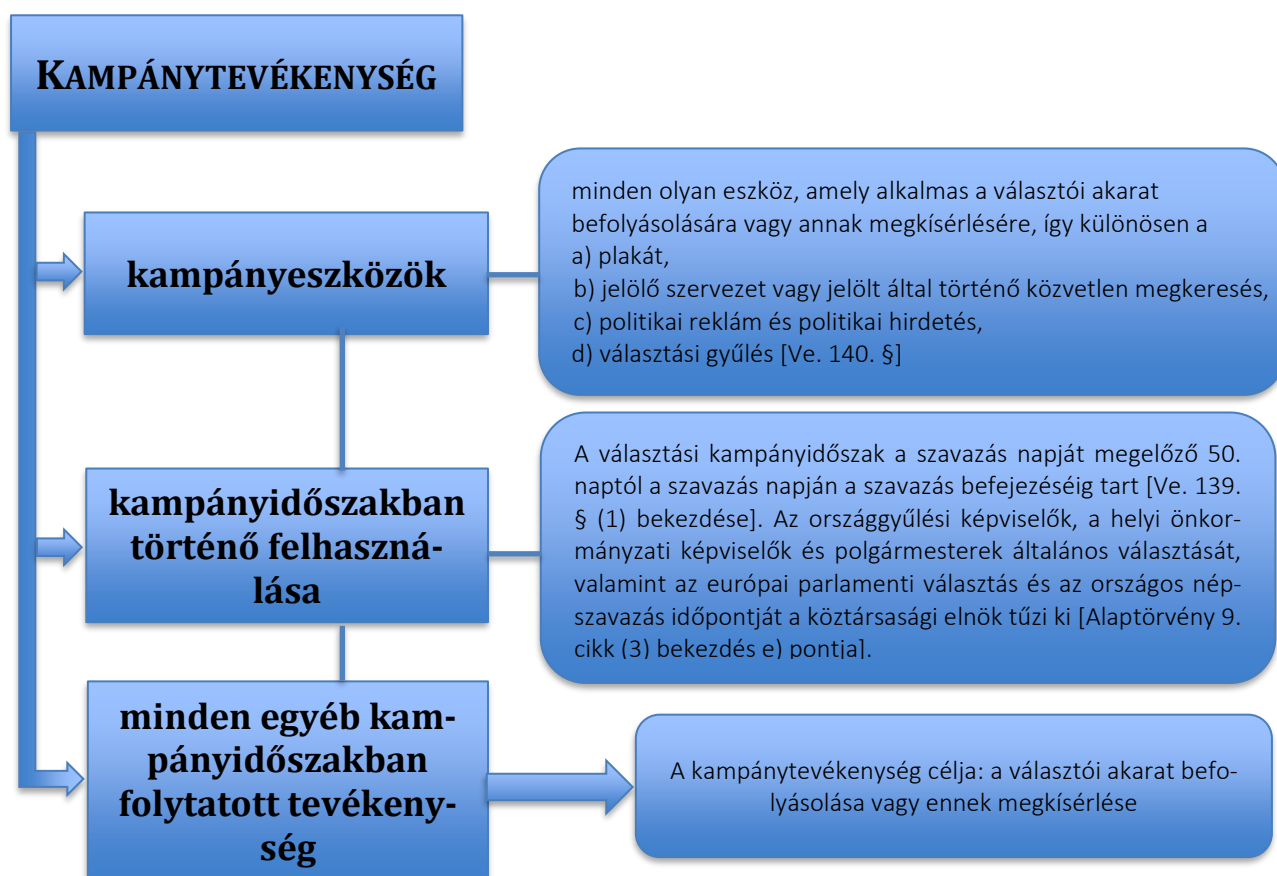 KAMPÁNYTEVÉKENYSÉG
kampányeszközök
minden olyan eszköz, amely alkalmas a választói akarat
befolyásolására vagy annak megkísérlésére, így különösen a
a) plakát,
b) jelölő szervezet vagy jelölt által történő közvetlen megkeresés,
c) politikai reklám és politikai hirdetés,
d) választási gyűlés [Ve. 140. §]
kampányidőszakban
történő felhaszná-
lása
A választási kampányidőszak a szavazás napját megelőző 50.
naptól a szavazás napján a szavazás befejezéséig tart [Ve. 139.
§ (1) bekezdése]. Az országgyűlési képviselők, a helyi önkor-
mányzati képviselők és polgármesterek általános választását,
valamint az európai parlamenti választás és az országos nép-
szavazás időpontját a köztársasági elnök tűzi ki [Alaptörvény 9.
cikk (3) bekezdés e) pontja].
minden egyéb kam-
pányidőszakban
folytatott tevékeny-
ség
A kampánytevékenység célja: a választói akarat befo-
lyásolása vagy ennek megkísérlése